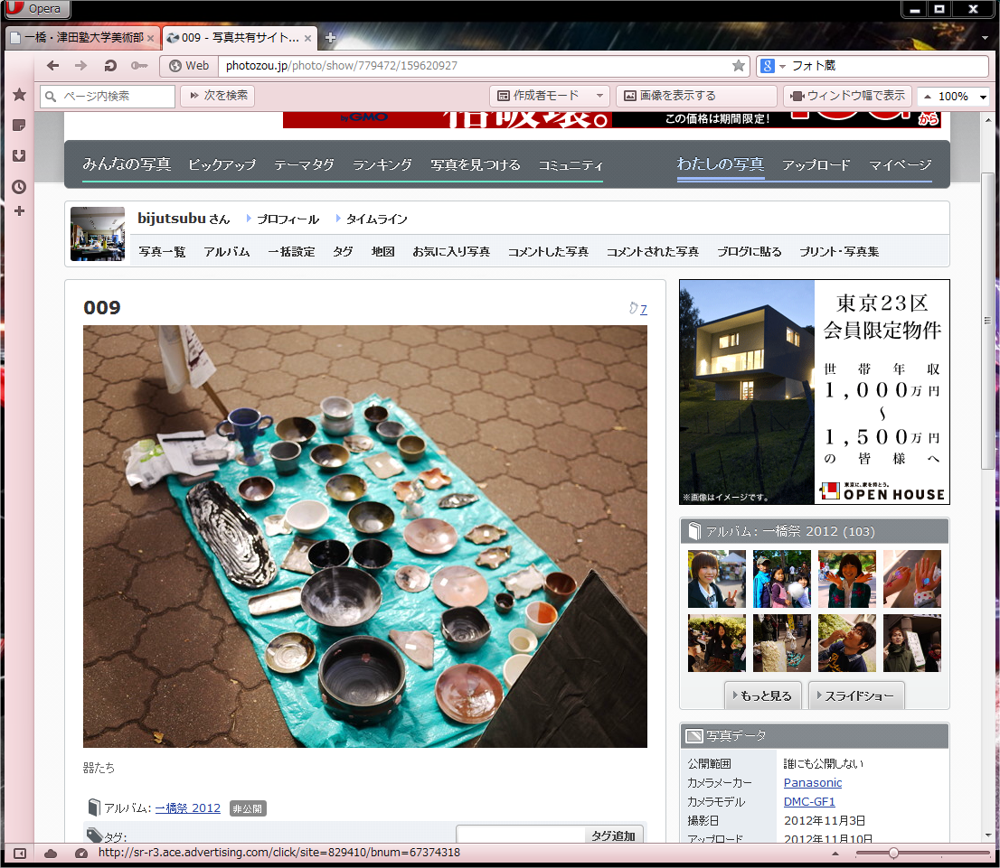 Opera
一橋・津田塾大学美術部
009 - 写真共有サイト...
Web
photozou.jp/photo/show/779472/159620927
フォト蔵
ページ内検索
次を検索
作成者モード
画像を表示する
ウィンドウ幅で表示
100%
by GMO
格破壊。
この価格は期間限定!
から
みんなの写真
ピックアップ
テーマタグ
ランキング
写真を見つける
コミュニティ
わたしの写真
アップロード
マイページ
bijutsubu さん
プロフィール
タイムライン
写真一覧
アルバム
一括設定
タグ
地図
お気に入り写真
コメントした写真
コメントされた写真
ブログに貼る
プリント・写真集
009
7
器たち
アルバム: 一橋祭 2012 非公開
タグ:
タグ追加
東京23区
会員限定物件
世帯年収
1,000万円
〜
1,500万円
の皆様へ
※画像はイメージです。
東京に、家を持とう。
OPEN HOUSE
アルバム: 一橋祭 2012 (103)
もっと見る
スライドショー
写真データ
公開範囲 誰にも公開しない
カメラメーカー Panasonic
カメラモデル DMC-GF1
撮影日 2012年11月3日
アップロード 2012年11月10日
http://sr-r3.ace.advertising.com/click/site=829410/bnum=67374318